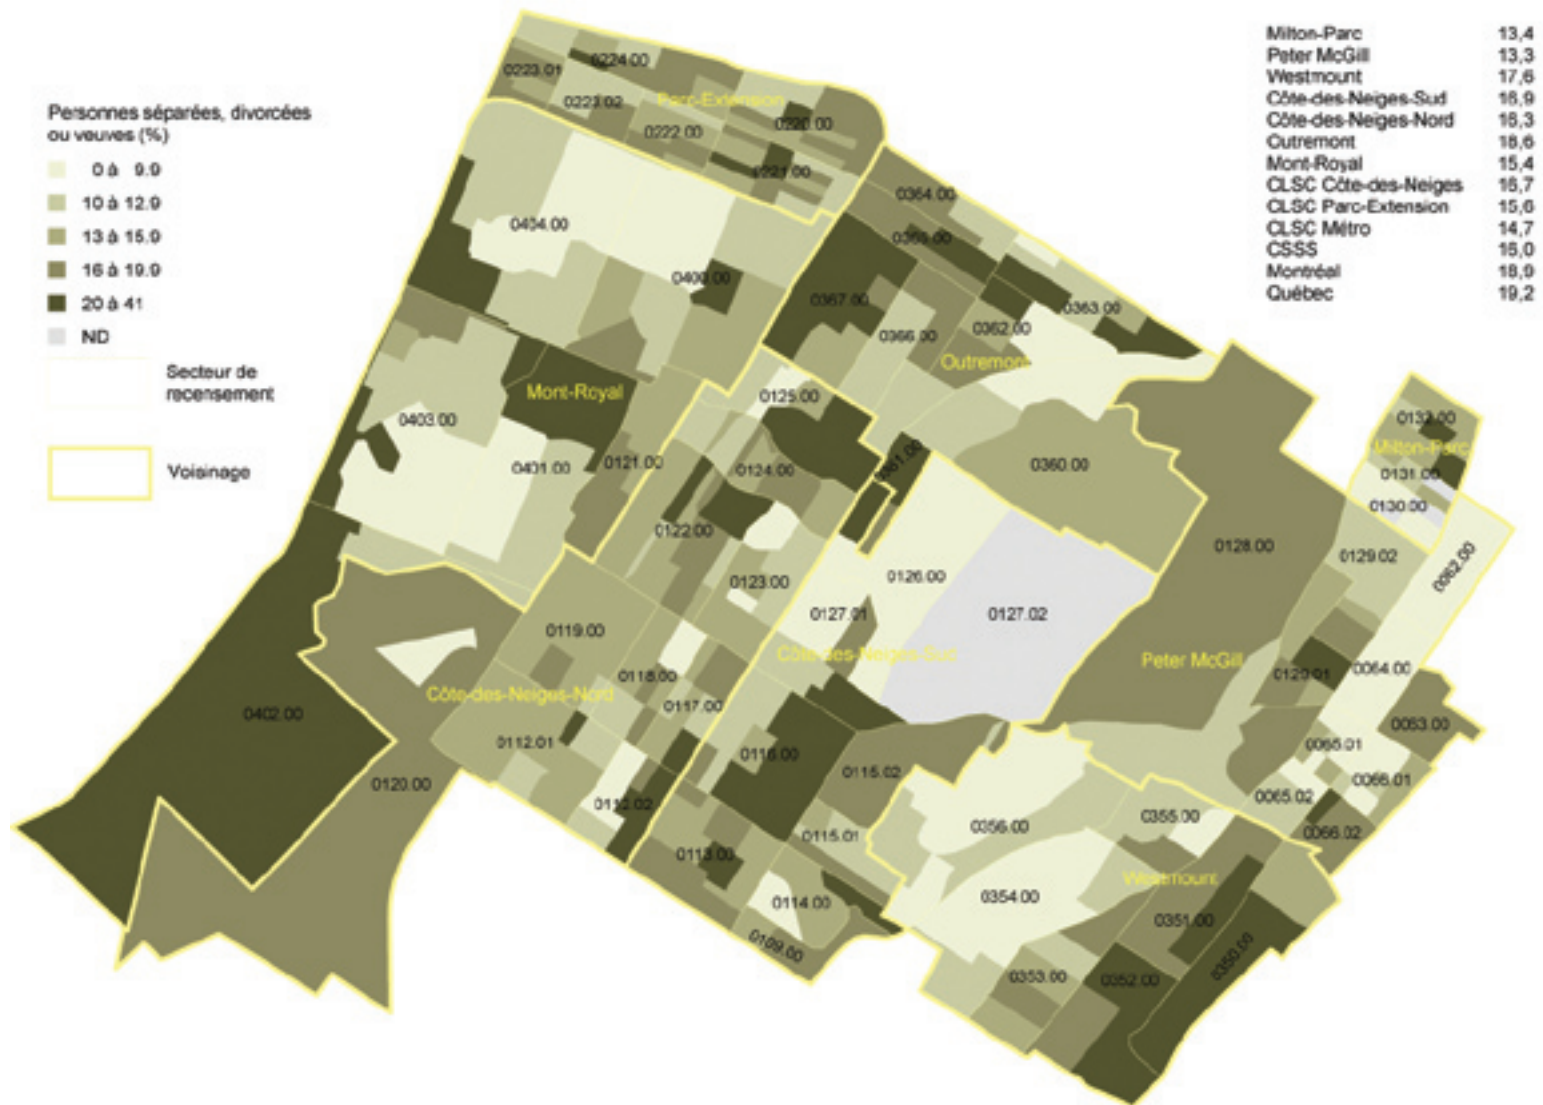 Milton-Parc 13,4
Peter McGill 13,3
Westmount 17,6
Côte-des-Neiges-Sud 16,9
Côte-des-Neiges-Nord 16,3
Outremont 18,6
Mont-Royal 15,4
CLSC Côte-des-Neiges 16,7
CLSC Parc-Extension 15,6
CLSC Métro 14,7
CSSS 16,0
Montréal 18,9
Québec 19,2
Personnes séparées, divorcées
ou veuves (%)
0 à 9.9
10 à 12.9
13 à 15.9
16 à 19.9
20 à 41
ND
Secteur de
recensement
Voisinage
0224.00
0223.01
0223.02
Parc-Extension
0220.00
0222.00
0221.00
0364.00
0404.00
0365.00
0400.00
0367.00
0363.00
0362.00
0366.00
Outremont
Mont-Royal
0125.00
0403.00
0132.00
Milton-Parc
0401.00
0121.00
0124.00
0361.00
0360.00
0131.00
0130.00
0122.00
0128.00
0129.02
0062.00
0123.00
0126.00
0127.01
0127.02
0119.00
Côte-des-Neiges-Sud
Peter McGill
0118.00
0129.01
0064.00
Côte-des-Neiges-Nord
0117.00
0402.00
0112.01
0063.00
0116.00
0065.01
0120.00
0115.02
0066.01
0112.02
0065.02
0356.00
0355.00
0115.01
0066.02
0113.00
Westmount
0354.00
0114.00
0351.00
0109.00
0350.00
0353.00
0352.00